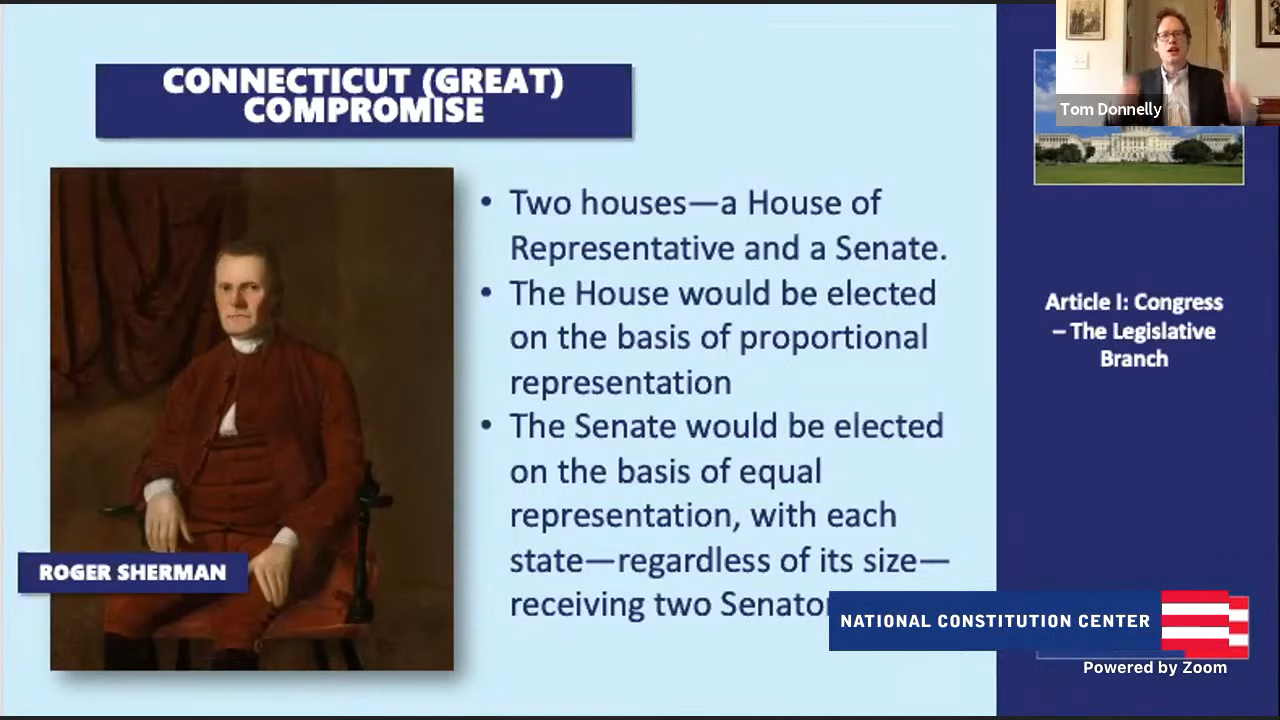 CONNECTICUT (GREAT)
COMPROMISE
• Two houses—a House of
Representative and a Senate.
• The House would be elected
on the basis of proportional
representation
• The Senate would be elected
on the basis of equal
representation, with each
state—regardless of its size—
receiving two Senator
ROGER SHERMAN
Tom Donnelly
Article I: Congress
– The Legislative
Branch
NATIONAL CONSTITUTION CENTER
Powered by Zoom